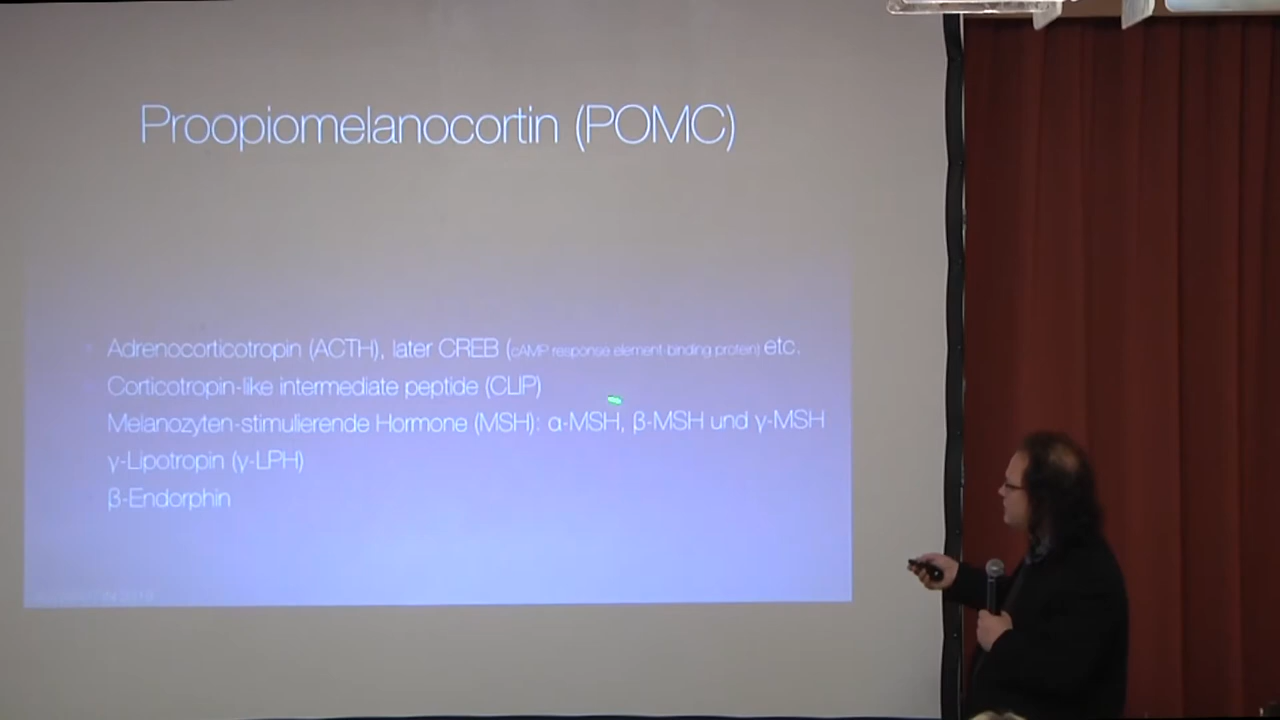 Proopiomelanocortin (POMC)
Adrenocorticotropin (ACTH), later CREB (cAMP response element-binding protein) etc.
Corticotropin-like intermediate peptide (CLIP)
Melanozyten-stimulierende Hormone (MSH): α-MSH, β-MSH und γ-MSH
γ-Lipotropin (γ-LPH)
β-Endorphin